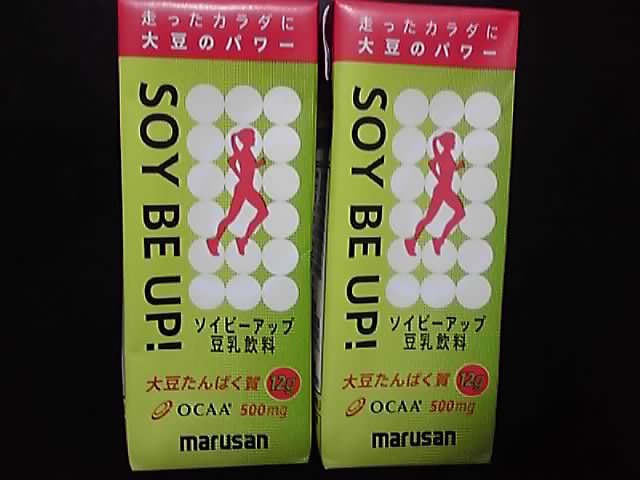 走ったカラダに
大豆のパワー
SOY BE UP!
ソイビーアップ
豆乳飲料
大豆たんぱく質 12g
OCAA® 500mg
marusan
走ったカラダに
大豆のパワー
SOY BE UP!
ソイビーアップ
豆乳飲料
大豆たんぱく質 12g
OCAA® 500mg
marusan